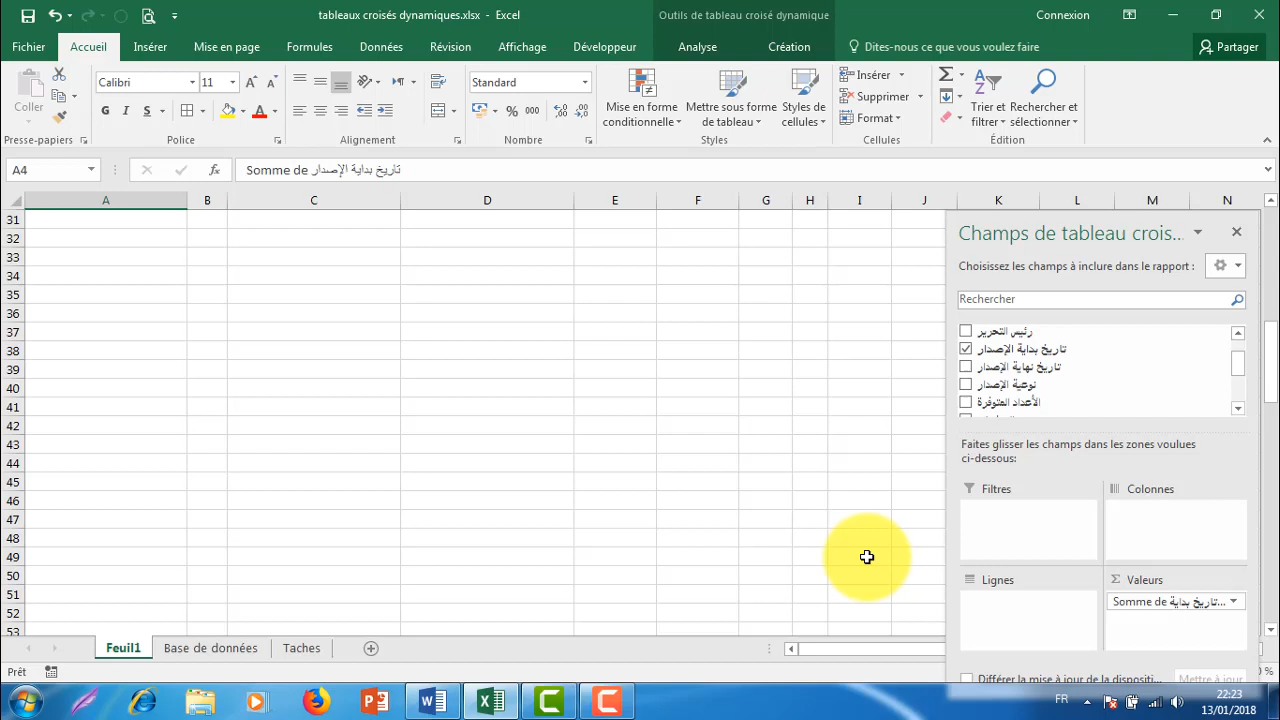 tableaux croisés dynamiques.xlsx - Excel
Outils de tableau croisé dynamique
Connexion
Fichier Accueil Insérer Mise en page Formules Données Révision Affichage Développeur Analyse Création Dites-nous ce que vous voulez faire Partager
Coller
Calibri 11
Standard
Mise en forme conditionnelle
Mettre sous forme de tableau
Styles de cellules
Insérer
Supprimer
Format
Trier et filtrer
Rechercher et sélectionner
G I S
% 000
Presse-papiers Police Alignement Nombre Styles Cellules Édition
A4
fx
Somme de تاريخ بداية الإصدار
A B C D E F G H I J K L M N
31
32
33
34
35
36
37
38
39
40
41
42
43
44
45
46
47
48
49
50
51
52
53
Champs de tableau crois...
Choisissez les champs à inclure dans le rapport :
Rechercher
رئيس التحرير
تاريخ بداية الإصدار
تاريخ نهاية الإصدار
نوعية الإصدار
الأعداد المتوفرة
Faites glisser les champs dans les zones voulues
ci-dessous:
Filtres
Colonnes
Lignes
Valeurs
Somme de تاريخ بداية...
Différer la mise à jour de la dispositi...
Mettre à jour
Feuil1 Base de données Taches
Prêt
%
FR
22:23
13/01/2018